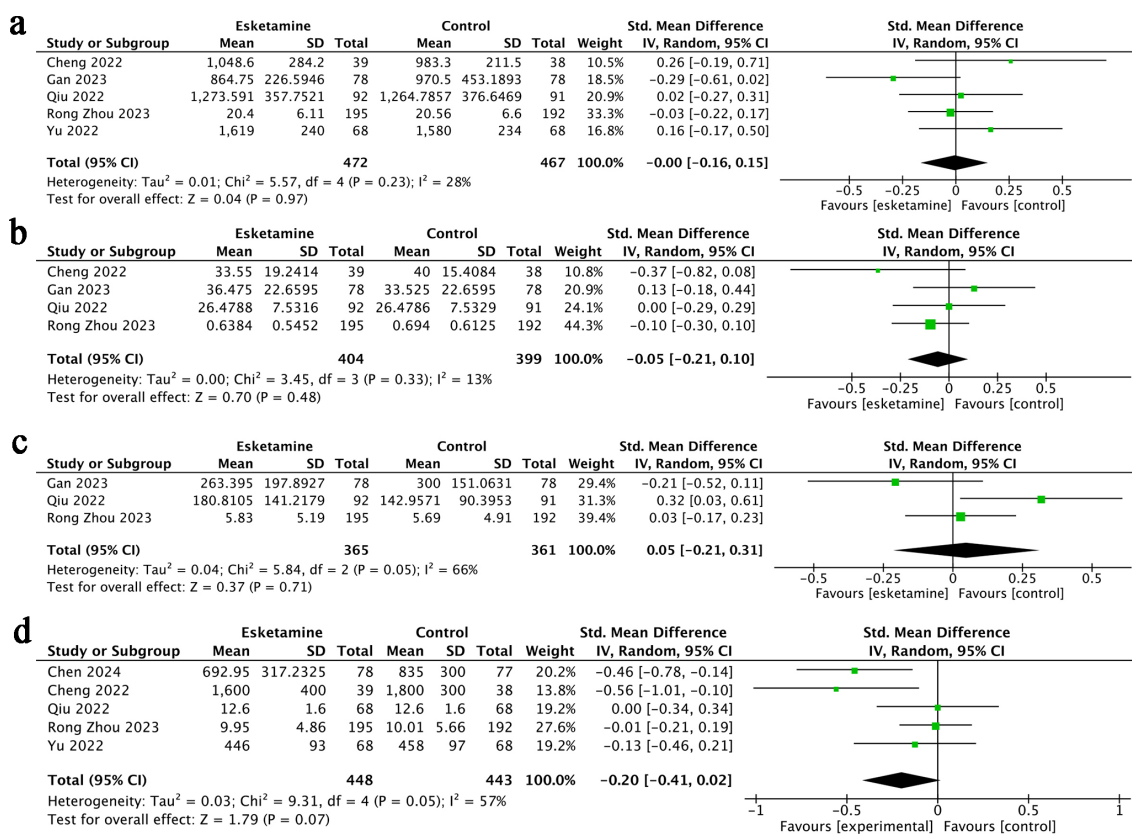 a
Esketamine Control Std. Mean Difference Std. Mean Difference
Study or Subgroup Mean SD Total Mean SD Total Weight IV, Random, 95% CI IV, Random, 95% CI
Cheng 2022 1,048.6 284.2 39 983.3 211.5 38 10.5% 0.26 [-0.19, 0.71]
Gan 2023 864.75 226.5946 78 970.5 453.1893 78 18.5% -0.29 [-0.61, 0.02]
Qiu 2022 1,273.591 357.7521 92 1,264.7857 376.6469 91 20.9% 0.02 [-0.27, 0.31]
Rong Zhou 2023 20.4 6.11 195 20.56 6.6 192 33.3% -0.03 [-0.22, 0.17]
Yu 2022 1,619 240 68 1,580 234 68 16.8% 0.16 [-0.17, 0.50]
Total (95% CI) 472 467 100.0% -0.00 [-0.16, 0.15]
Heterogeneity: Tau² = 0.01; Chi² = 5.57, df = 4 (P = 0.23); I² = 28%
Test for overall effect: Z = 0.04 (P = 0.97)
-0.5 -0.25 0 0.25 0.5
Favours [esketamine] Favours [control]
b
Esketamine Control Std. Mean Difference Std. Mean Difference
Study or Subgroup Mean SD Total Mean SD Total Weight IV, Random, 95% CI IV, Random, 95% CI
Cheng 2022 33.55 19.2414 39 40 15.4084 38 10.8% -0.37 [-0.82, 0.08]
Gan 2023 36.475 22.6595 78 33.525 22.6595 78 20.9% 0.13 [-0.18, 0.44]
Qiu 2022 26.4788 7.5316 92 26.4786 7.5329 91 24.1% 0.00 [-0.29, 0.29]
Rong Zhou 2023 0.6384 0.5452 195 0.694 0.6125 192 44.3% -0.10 [-0.30, 0.10]
Total (95% CI) 404 399 100.0% -0.05 [-0.21, 0.10]
Heterogeneity: Tau² = 0.00; Chi² = 3.45, df = 3 (P = 0.33); I² = 13%
Test for overall effect: Z = 0.70 (P = 0.48)
-0.5 -0.25 0 0.25 0.5
Favours [esketamine] Favours [control]
c
Esketamine Control Std. Mean Difference Std. Mean Difference
Study or Subgroup Mean SD Total Mean SD Total Weight IV, Random, 95% CI IV, Random, 95% CI
Gan 2023 263.395 197.8927 78 300 151.0631 78 29.4% -0.21 [-0.52, 0.11]
Qiu 2022 180.8105 141.2179 92 142.9571 90.3953 91 31.3% 0.32 [0.03, 0.61]
Rong Zhou 2023 5.83 5.19 195 5.69 4.91 192 39.4% 0.03 [-0.17, 0.23]
Total (95% CI) 365 361 100.0% 0.05 [-0.21, 0.31]
Heterogeneity: Tau² = 0.04; Chi² = 5.84, df = 2 (P = 0.05); I² = 66%
Test for overall effect: Z = 0.37 (P = 0.71)
-0.5 -0.25 0 0.25 0.5
Favours [esketamine] Favours [control]
d
Esketamine Control Std. Mean Difference Std. Mean Difference
Study or Subgroup Mean SD Total Mean SD Total Weight IV, Random, 95% CI IV, Random, 95% CI
Chen 2024 692.95 317.2325 78 835 300 77 20.2% -0.46 [-0.78, -0.14]
Cheng 2022 1,600 400 39 1,800 300 38 13.8% -0.56 [-1.01, -0.10]
Qiu 2022 12.6 1.6 68 12.6 1.6 68 19.2% 0.00 [-0.34, 0.34]
Rong Zhou 2023 9.95 4.86 195 10.01 5.66 192 27.6% -0.01 [-0.21, 0.19]
Yu 2022 446 93 68 458 97 68 19.2% -0.13 [-0.46, 0.21]
Total (95% CI) 448 443 100.0% -0.20 [-0.41, 0.02]
Heterogeneity: Tau² = 0.03; Chi² = 9.31, df = 4 (P = 0.05); I² = 57%
Test for overall effect: Z = 1.79 (P = 0.07)
-1 -0.5 0 0.5 1
Favours [experimental] Favours [control]